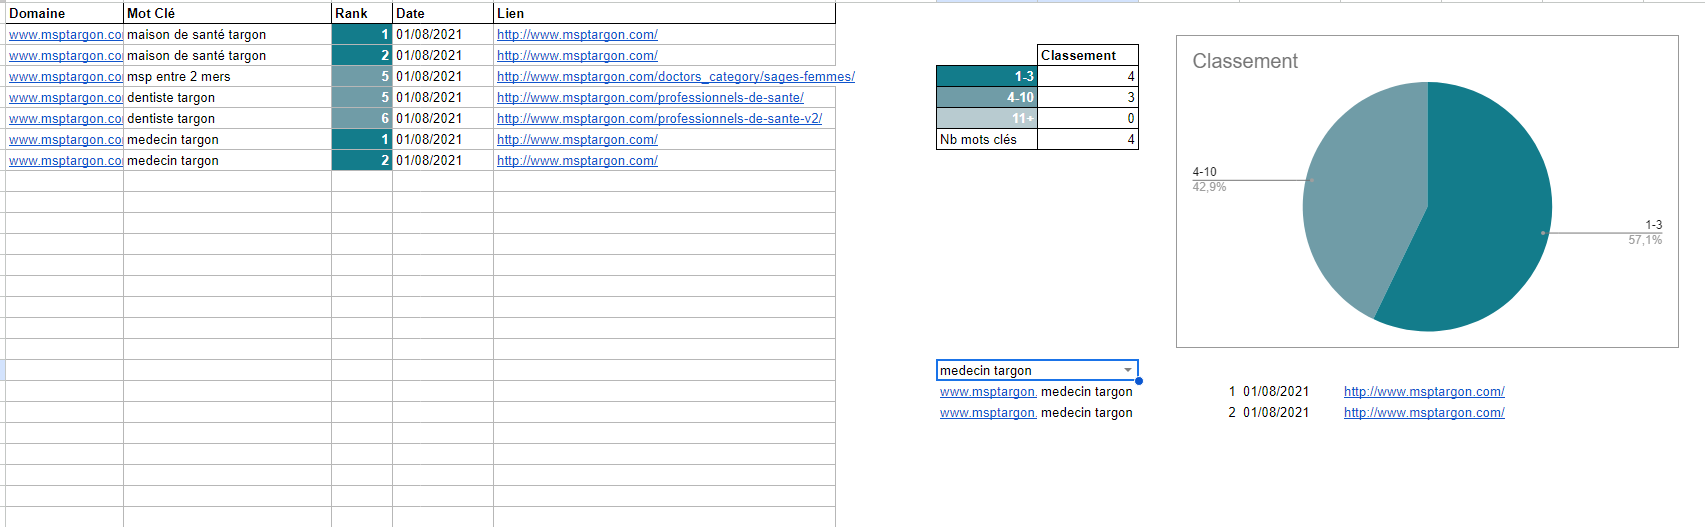 Domaine Mot Clé Rank Date Lien
www.msptargon.co maison de santé targon 1 01/08/2021 http://www.msptargon.com/
www.msptargon.co maison de santé targon 2 01/08/2021 http://www.msptargon.com/
www.msptargon.co msp entre 2 mers 5 01/08/2021 http://www.msptargon.com/doctors_category/sages-femmes/
www.msptargon.co dentiste targon 5 01/08/2021 http://www.msptargon.com/professionnels-de-sante/
www.msptargon.co dentiste targon 6 01/08/2021 http://www.msptargon.com/professionnels-de-sante-v2/
www.msptargon.co medecin targon 1 01/08/2021 http://www.msptargon.com/
www.msptargon.co medecin targon 2 01/08/2021 http://www.msptargon.com/
Classement
1-3 4
4-10 3
11+ 0
Nb mots clés 4
Classement
4-10
42,9%
1-3
57,1%
medecin targon
www.msptargon. medecin targon 1 01/08/2021 http://www.msptargon.com/
www.msptargon. medecin targon 2 01/08/2021 http://www.msptargon.com/